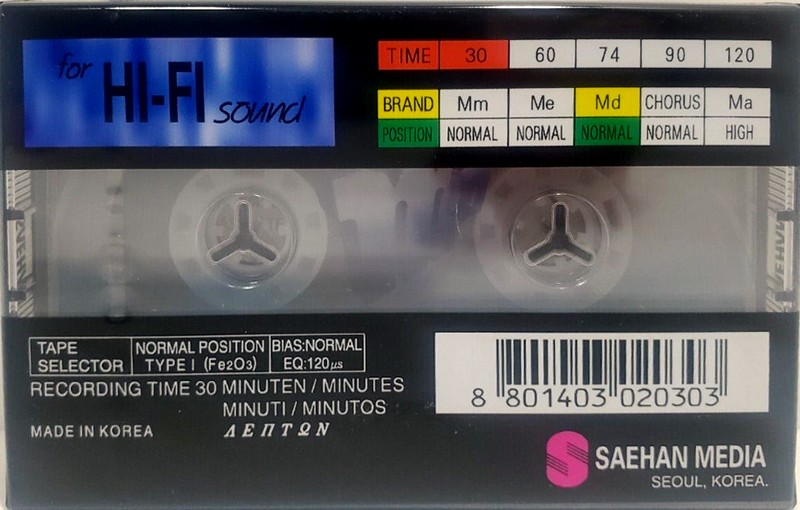 for HI-FI sound
TIME 30 60 74 90 120
BRAND Mm Me Md CHORUS Ma
POSITION NORMAL NORMAL NORMAL NORMAL HIGH
TAPE SELECTOR
NORMAL POSITION TYPE I (Fe2O3)
BIAS:NORMAL EQ:120μs
RECORDING TIME 30 MINUTEN / MINUTES
MINUTI / MINUTOS
ΛΕΠΤΩΝ
MADE IN KOREA
8 801403 020303
SAEHAN MEDIA
SEOUL, KOREA.